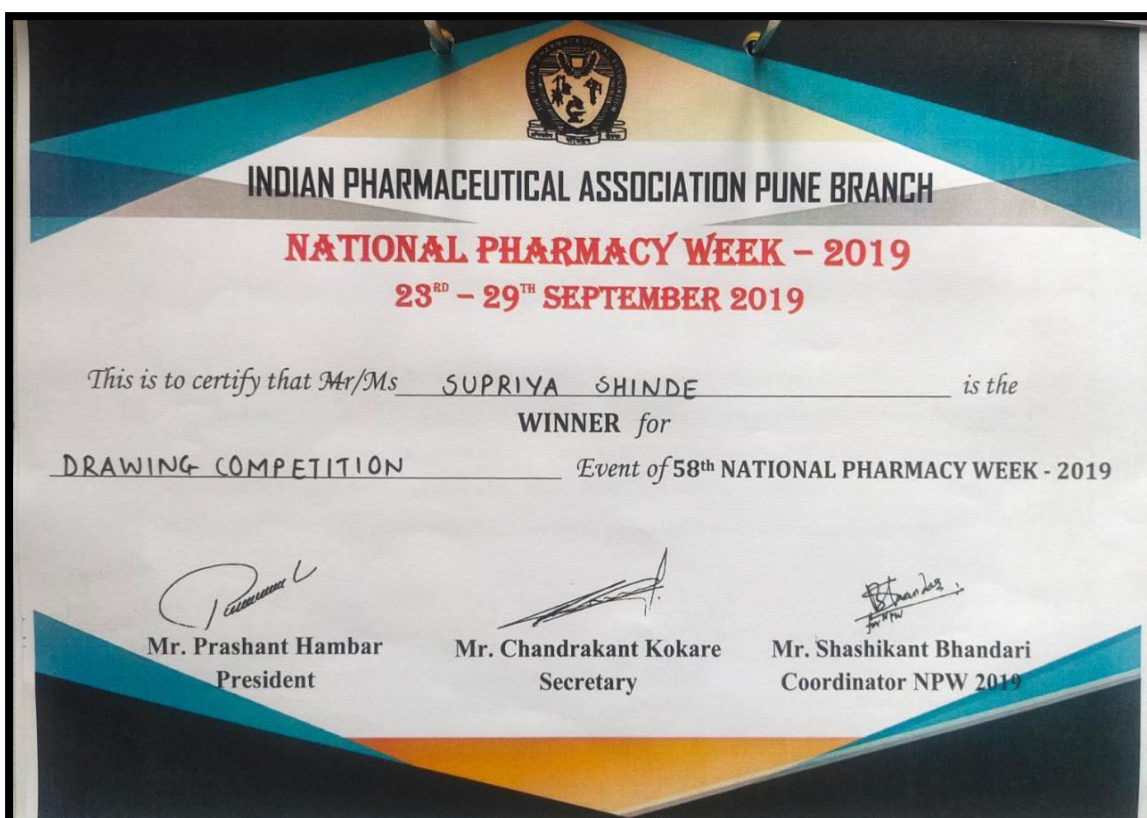 INDIAN PHARMACEUTICAL ASSOCIATION PUNE BRANCH
NATIONAL PHARMACY WEEK – 2019
23RD – 29TH SEPTEMBER 2019
This is to certify that Mr/Ms SUPRIYA SHINDE is the
WINNER for
DRAWING COMPETITION Event of 58th NATIONAL PHARMACY WEEK - 2019
for NPW
Mr. Prashant Hambar Mr. Chandrakant Kokare Mr. Shashikant Bhandari
President Secretary Coordinator NPW 2019